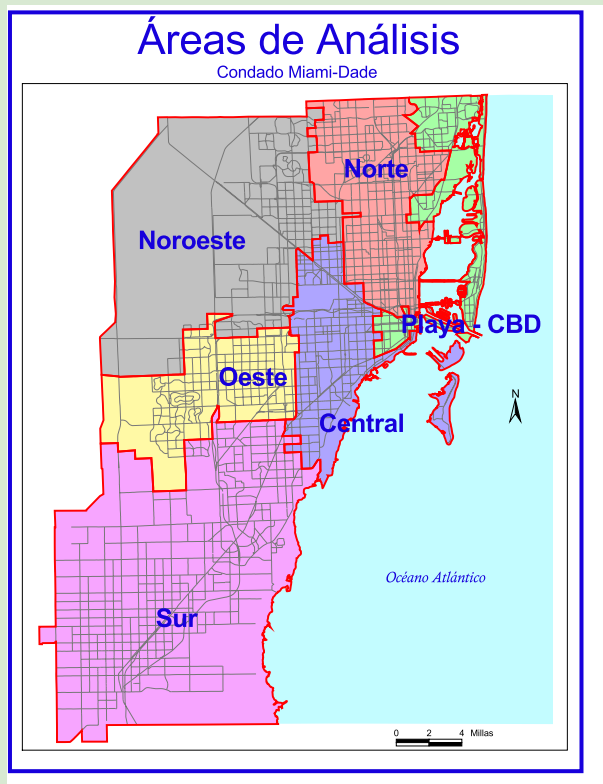 Áreas de Análisis
Condado Miami-Dade
Norte
Noroeste
Playa - CBD
Oeste
N
Central
Océano Atlántico
Sur
0 2 4 Millas